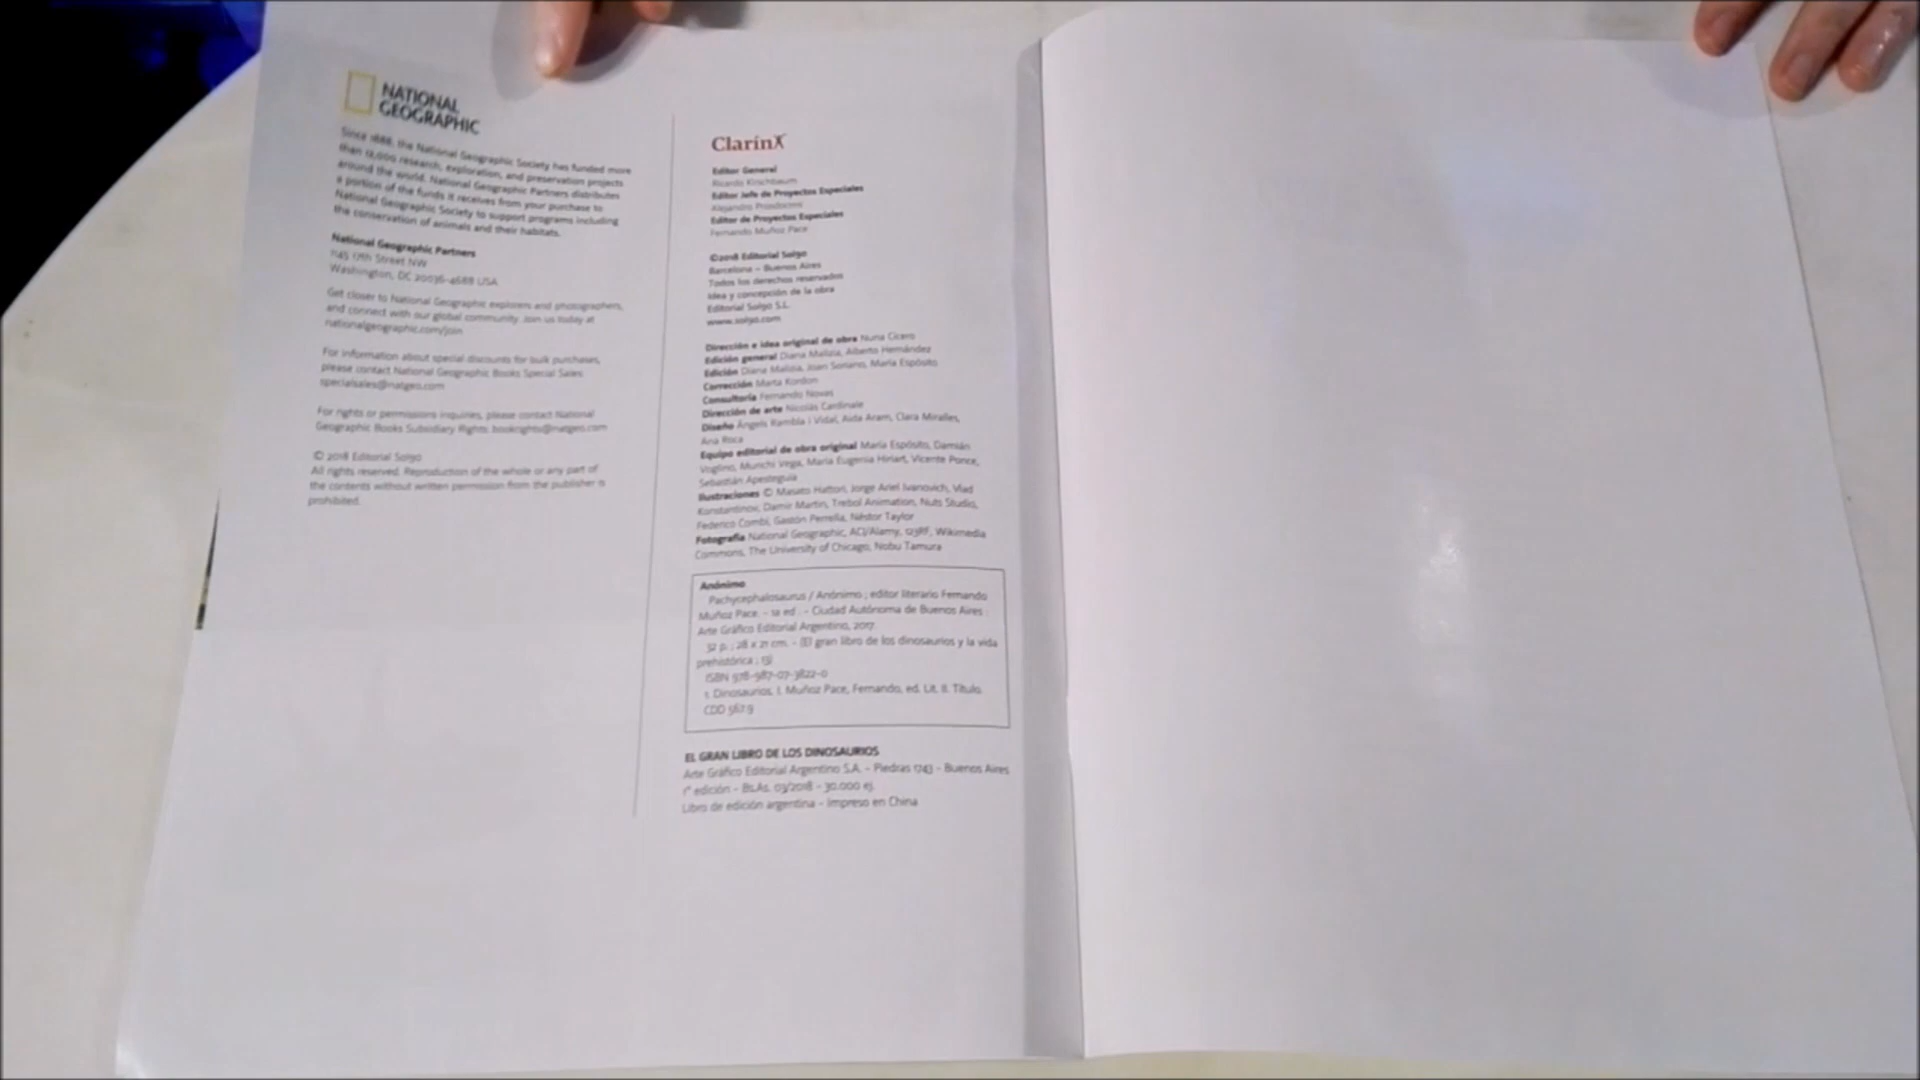 NATIONAL
GEOGRAPHIC
Since 1888, the National Geographic Society has funded more
than 12,000 research, exploration, and preservation projects
around the world. National Geographic Partners distributes
a portion of the funds it receives from your purchase to
National Geographic Society to support programs including
the conservation of animals and their habitats.
National Geographic Partners
1145 17th Street NW
Washington, DC 20036-4688 USA
Get closer to National Geographic explorers and photographers,
and connect with our global community. Join us today at
nationalgeographic.com/join
For information about special discounts for bulk purchases,
please contact National Geographic Books Special Sales:
specialsales@natgeo.com
For rights or permissions inquiries, please contact National
Geographic Books Subsidiary Rights: bookrights@natgeo.com
© 2018 Editorial Sol90
All rights reserved. Reproduction of the whole or any part of
the contents without written permission from the publisher is
prohibited.
Clarín
Editor General
Ricardo Kirschbaum
Editor Jefe de Proyectos Especiales
Alejandro Prosdocimi
Editor de Proyectos Especiales
Fernando Muñoz Pace
©2018 Editorial Sol90
Barcelona - Buenos Aires
Todos los derechos reservados
Idea y concepción de la obra
Editorial Sol90 S.L.
www.sol90.com
Dirección e idea original de obra Nuria Cicero
Edición general Diana Malizia, Alberto Hernández
Edición Diana Malizia, Joan Soriano, María Espósito
Corrección Marta Kordon
Consultoría Fernando Novas
Dirección de arte Nicolás Cardinale
Diseño Àngels Rambla i Vidal, Aida Aram, Clara Miralles,
Ana Roca
Equipo editorial de obra original María Espósito, Damián
Voglino, Munchi Vega, María Eugenia Hiriart, Vicente Ponce,
Sebastián Apesteguía
Ilustraciones © Masato Hattori, Jorge Ariel Ivanovich, Vlad
Konstantinov, Damir Martin, Trebol Animation, Nuts Studio,
Federico Combi, Gastón Perrella, Néstor Taylor
Fotografía National Geographic, ACI/Alamy, 123RF, Wikimedia
Commons, The University of Chicago, Nobu Tamura
Anónimo
Pachycephalosaurus / Anónimo ; editor literario Fernando
Muñoz Pace. - 1a ed . - Ciudad Autónoma de Buenos Aires :
Arte Gráfico Editorial Argentino, 2017.
32 p. ; 28 x 21 cm. - (El gran libro de los dinosaurios y la vida
prehistórica ; 15)
ISBN 978-987-07-3822-0
1. Dinosaurios. I. Muñoz Pace, Fernando, ed. Lit. II. Título.
CDD 567.9
EL GRAN LIBRO DE LOS DINOSAURIOS
Arte Gráfico Editorial Argentino S.A. - Piedras 1743 - Buenos Aires
1° edición - Bs.As. 03/2018 - 30.000 ej.
Libro de edición argentina - Impreso en China